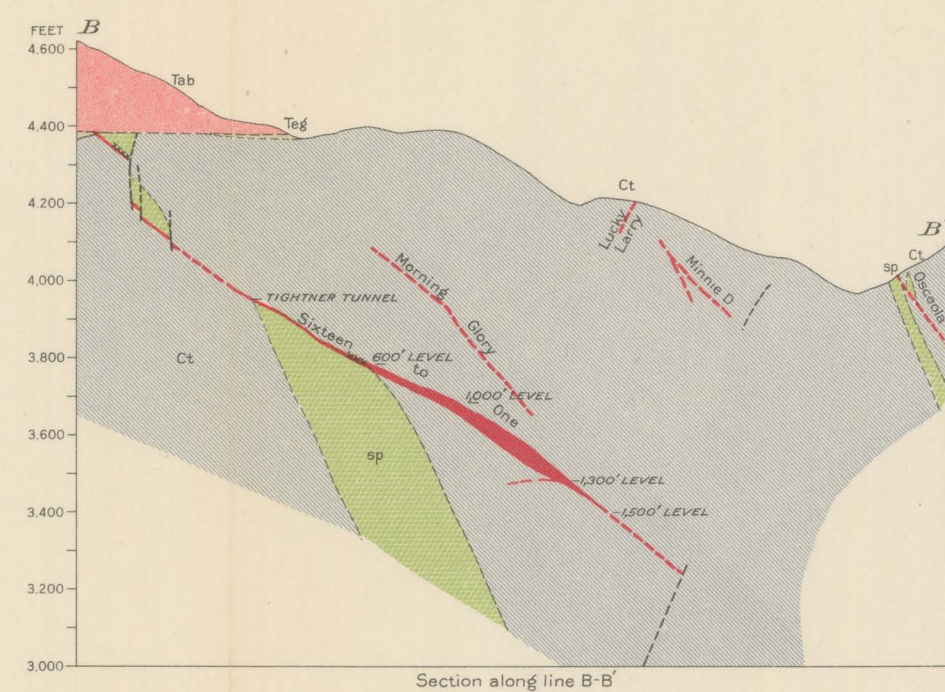 FEET B
4,600
Tab
4,400
Teg
4,200
Ct
Lucky
Larry
B
Ct
sp
Osceola
Minnie D
4,000
Morning
Glory
TIGHTNER TUNNEL
Sixteen
to
One
600' LEVEL
Ct
3,800
1,000' LEVEL
3,600
sp
1,300' LEVEL
1,500' LEVEL
3,400
3,200
3,000
Section along line B-B'